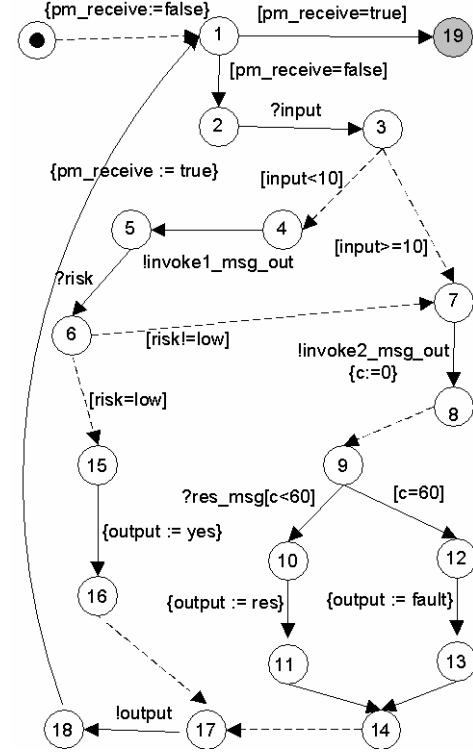 {pm_receive:=false}
[pm_receive=true]
1
19
[pm_receive=false]
2
?input
3
{pm_receive := true}
[input<10]
5
4
!invoke1_msg_out
[input>=10]
?risk
6
7
[risk!=low]
!invoke2_msg_out
{c:=0}
[risk=low]
8
15
9
?res_msg[c<60]
[c=60]
{output := yes}
10
12
16
{output := res}
{output := fault}
11
13
!output
18
17
14